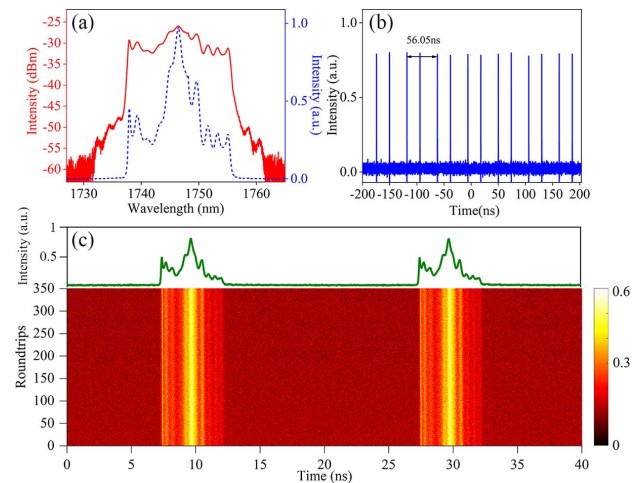 (a)
Intensity (dBm)
-25
-30
-35
-40
-45
-50
-55
-60
1730 1740 1750 1760
Wavelength (nm)
1.0
0.5
0.0
Intensity (a.u.)
(b)
56.05ns
Intensity (a.u.)
1.0
0.5
0.0
-200 -150 -100 -50 0 50 100 150 200
Time(ns)
(c)
Intensity (a.u.)
1
0.5
350
300
250
200
150
100
50
0
Roundtrips
0 5 10 15 20 25 30 35 40
Time (ns)
0.6
0.3
0